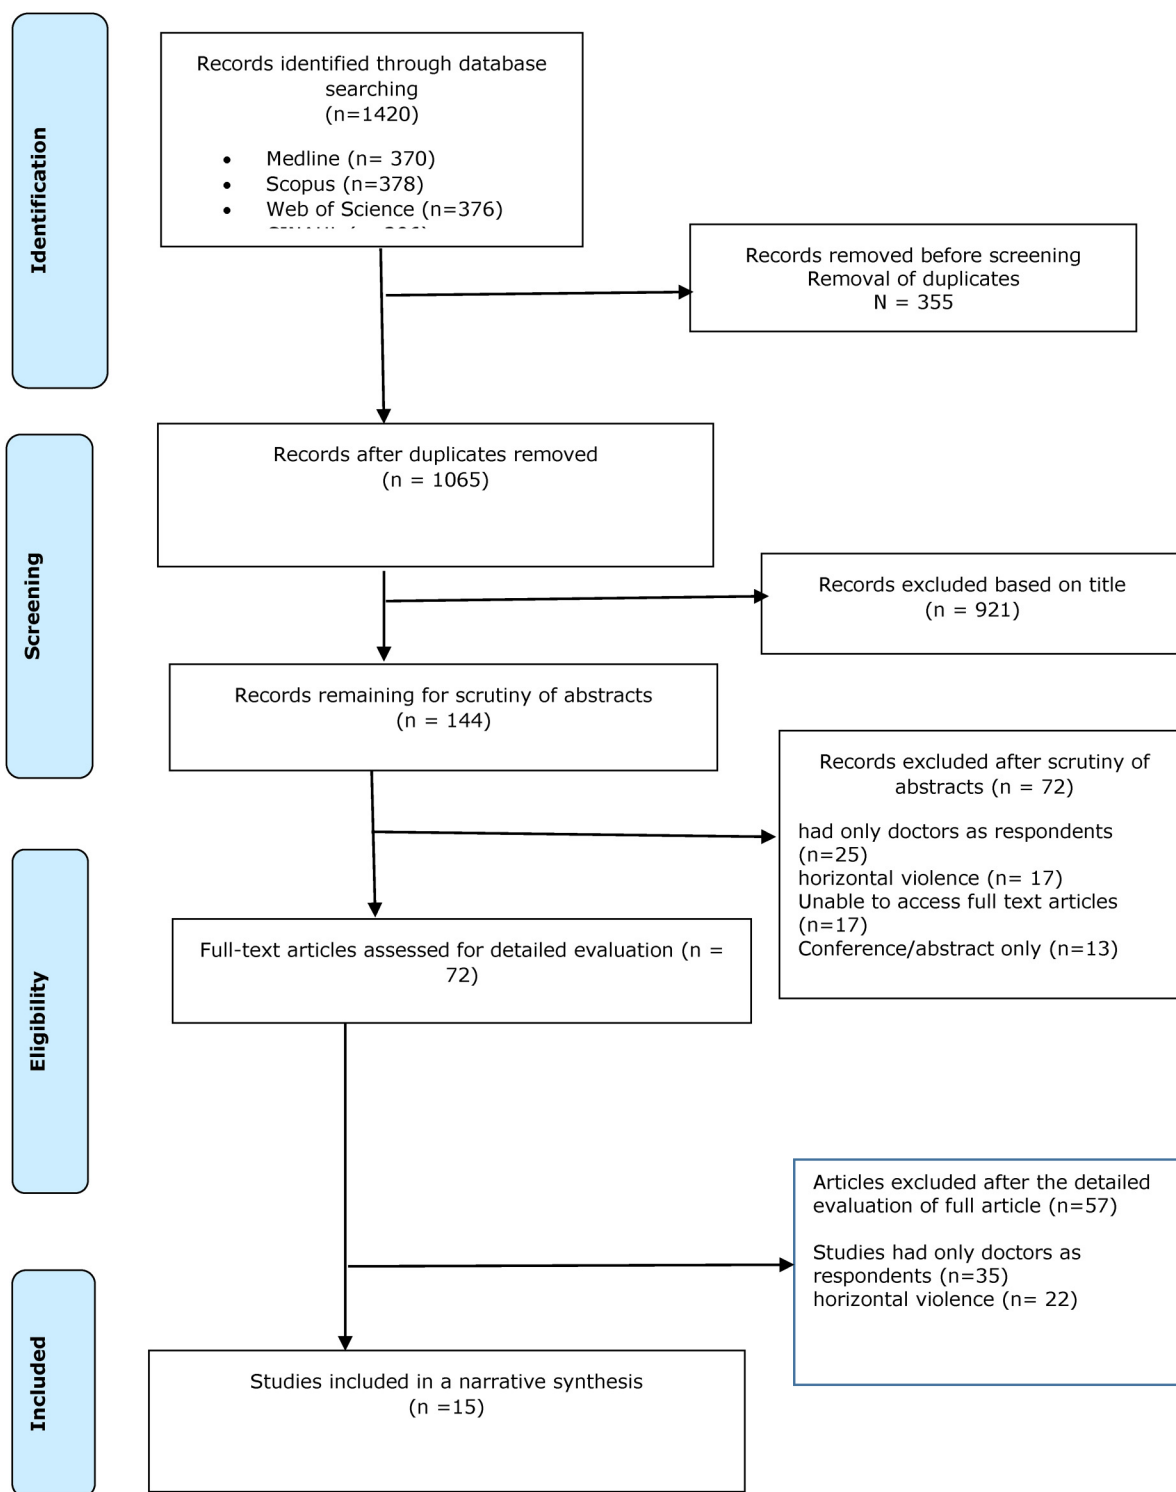 Identification
Records identified through database
searching
(n=1420)
• Medline (n= 370)
• Scopus (n=378)
• Web of Science (n=376)
Records removed before screening
Removal of duplicates
N = 355
Screening
Records after duplicates removed
(n = 1065)
Records excluded based on title
(n = 921)
Records remaining for scrutiny of abstracts
(n = 144)
Records excluded after scrutiny of
abstracts (n = 72)
had only doctors as respondents
(n=25)
horizontal violence (n= 17)
Unable to access full text articles
(n=17)
Conference/abstract only (n=13)
Eligibility
Full-text articles assessed for detailed evaluation (n =
72)
Articles excluded after the detailed
evaluation of full article (n=57)
Studies had only doctors as
respondents (n=35)
horizontal violence (n= 22)
Included
Studies included in a narrative synthesis
(n =15)